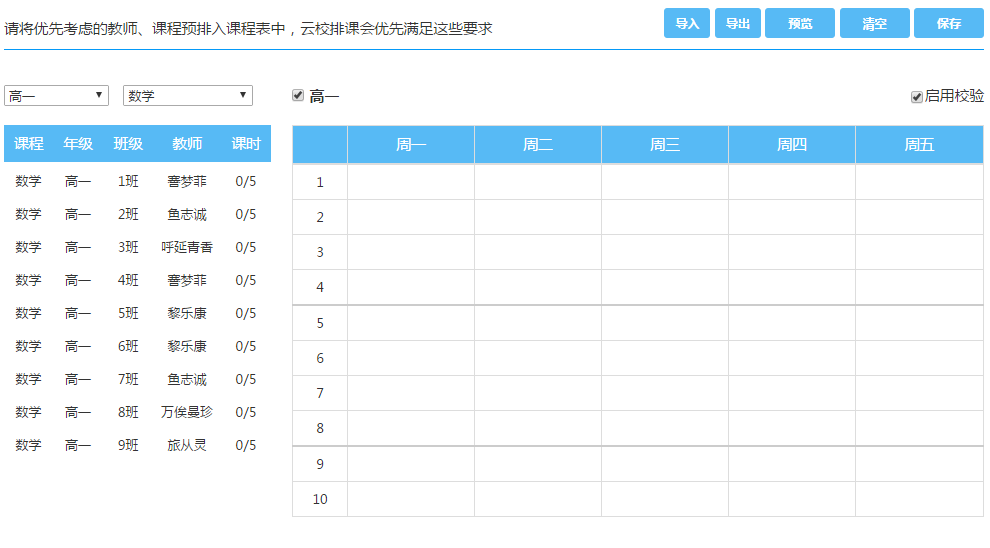 请将优先考虑的教师、课程预排入课程表中，云校排课会优先满足这些要求
导入 导出 预览 清空 保存
高一 数学 高一 启用校验
课程 年级 班级 教师 课时
数学 高一 1班 謇梦菲 0/5
数学 高一 2班 鱼志诚 0/5
数学 高一 3班 呼延青香 0/5
数学 高一 4班 謇梦菲 0/5
数学 高一 5班 黎乐康 0/5
数学 高一 6班 黎乐康 0/5
数学 高一 7班 鱼志诚 0/5
数学 高一 8班 万俟曼珍 0/5
数学 高一 9班 旅从灵 0/5
周一 周二 周三 周四 周五
1
2
3
4
5
6
7
8
9
10